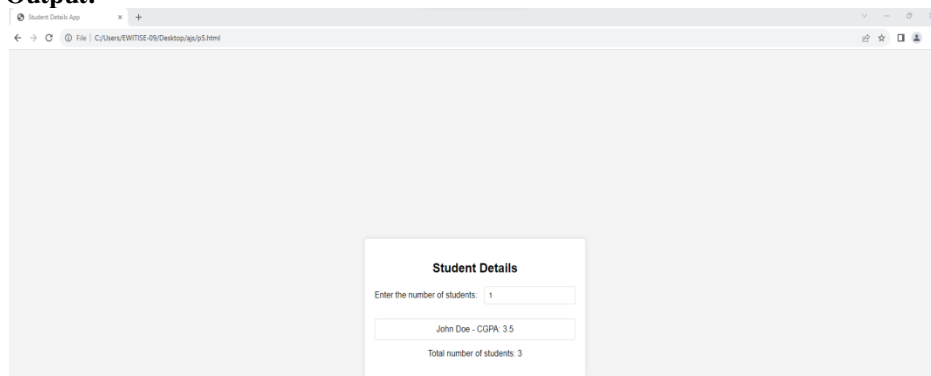 Output:
Student Details App
File | C:/Users/EWITISE-09/Desktop/ajs/p5.html
Student Details
Enter the number of students: 1
John Doe - CGPA: 3.5
Total number of students: 3